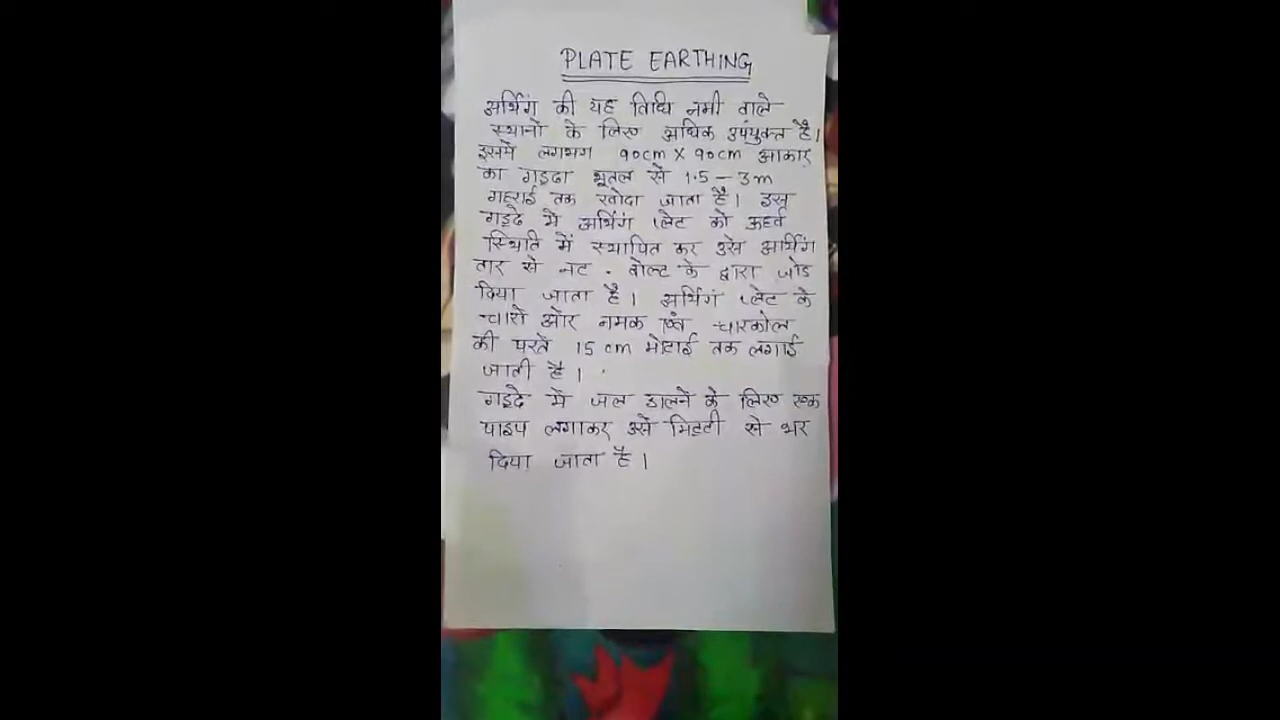 PLATE EARTHING
अर्थिंग की यह विधि नमी वाले
स्थानो के लिए अधिक उपयुक्त है।
इसमें लगभग 90cm X 90cm आकार
का गड्ढा भूतल से 1.5 – 3m
गहराई तक खोदा जाता है। इस
गड्ढे में अर्थिंग प्लेट को ऊर्ध्व
स्थिति में स्थापित कर उसे अर्थिंग
तार से नट - बोल्ट के द्वारा जोड
दिया जाता है। अर्थिंग प्लेट के
चारो ओर नमक एवं चारकोल
की परतें 15 cm मोटाई तक लगाई
जाती है।
गड्ढे में जल डालने के लिए एक
पाइप लगाकर उसे मिट्टी से भर
दिया जाता है।